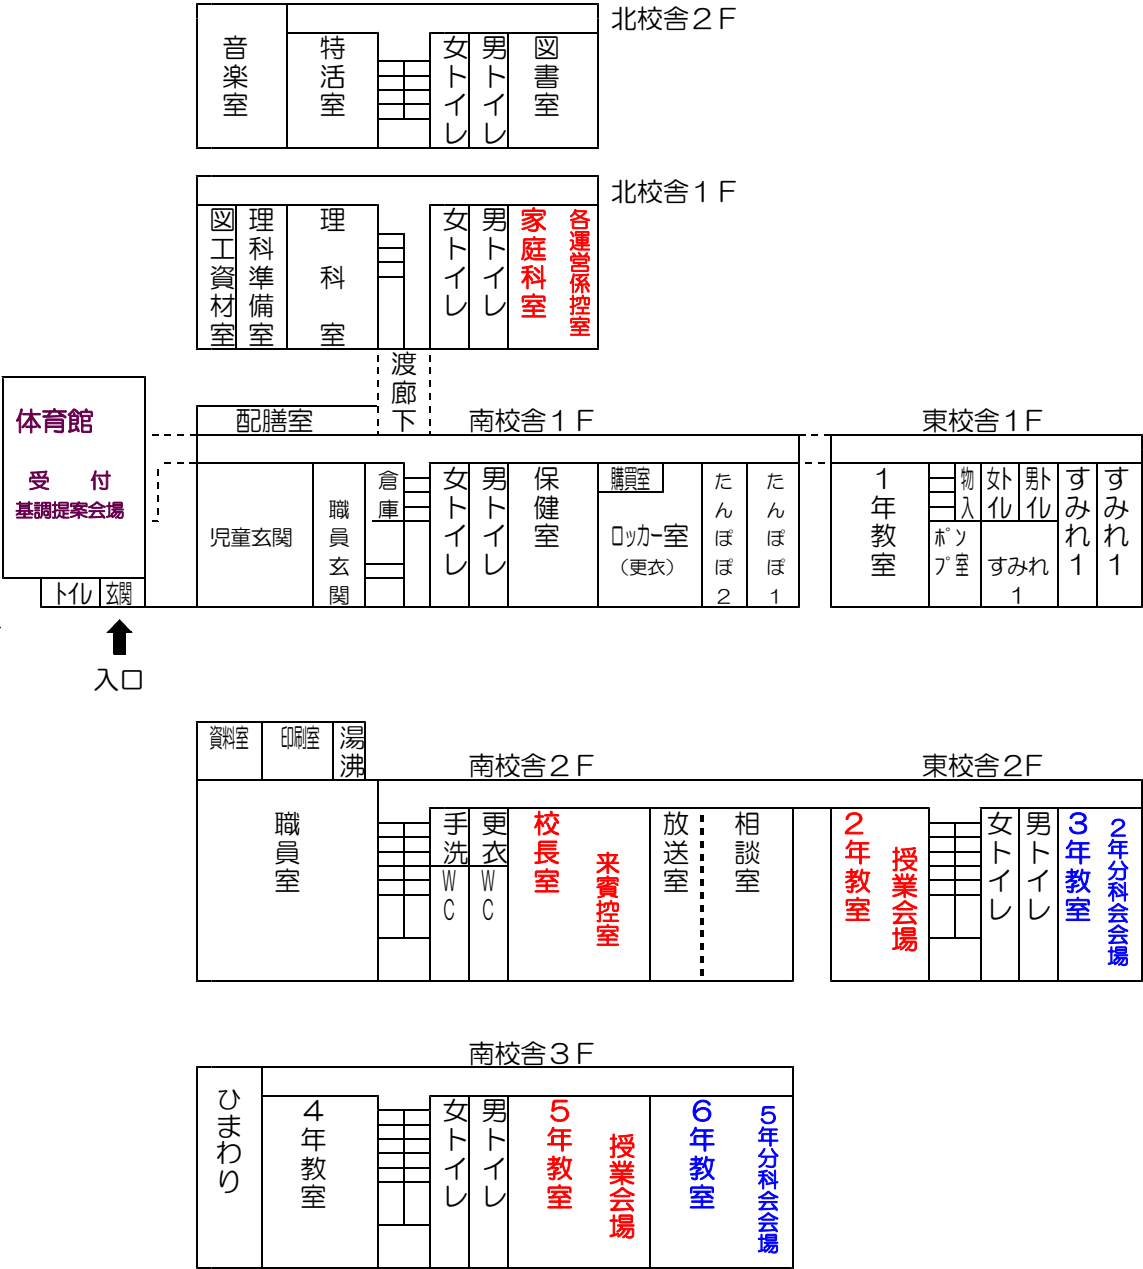 北校舎２Ｆ
音楽室
特活室
女トイレ
男トイレ
図書室
北校舎１Ｆ
図工資材室
理科準備室
理科室
女トイレ
男トイレ
家庭科室
各運営係控室
渡廊下
体育館
受　付
基調提案会場
トイレ
玄関
入口
配膳室
南校舎１Ｆ
東校舎１Ｆ
児童玄関
職員玄関
倉庫
女トイレ
男トイレ
保健室
購買室
ロッカー室
（更衣）
たんぽぽ２
たんぽぽ１
１年教室
物入
女トイレ
男トイレ
ポンプ室
すみれ１
すみれ１
すみれ１
資料室
印刷室
湯沸
南校舎２Ｆ
東校舎２Ｆ
職員室
手洗
WC
更衣
WC
校長室
来賓控室
放送室
相談室
２年教室
授業会場
女トイレ
男トイレ
３年教室
２年分科会会場
南校舎３Ｆ
ひまわり
４年教室
女トイレ
男トイレ
５年教室
授業会場
６年教室
５年分科会会場